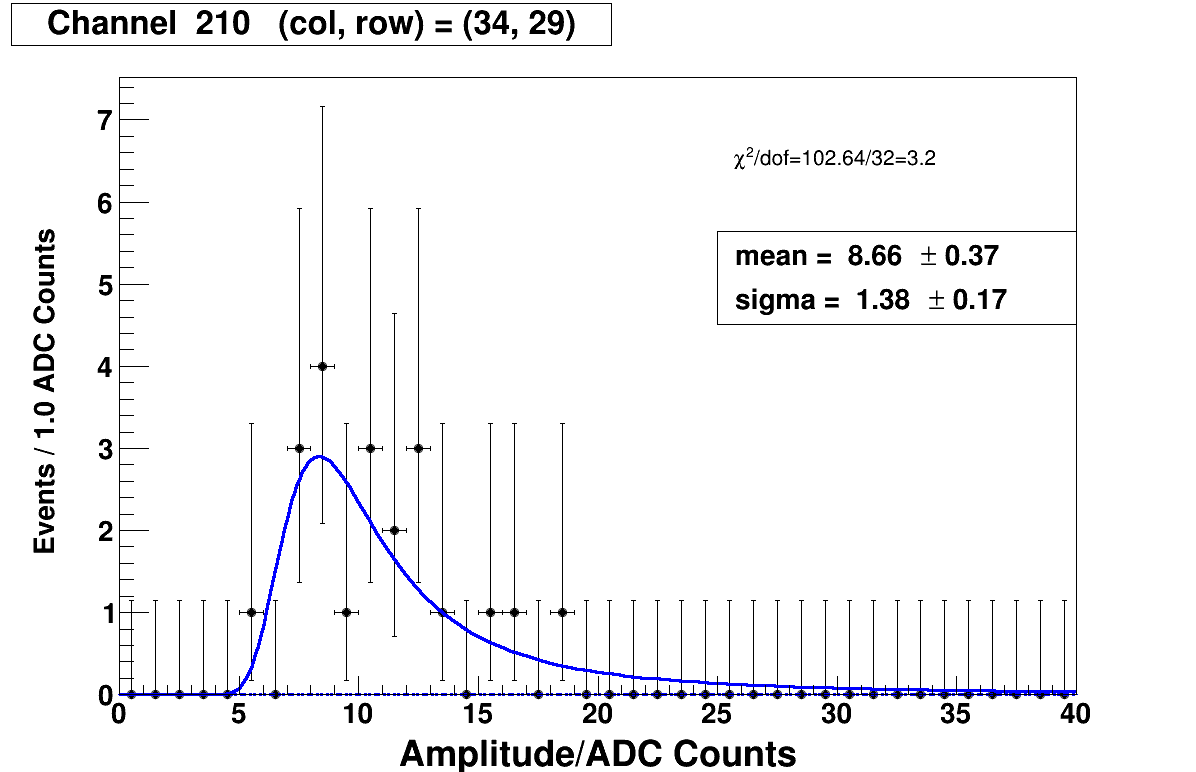 Channel 210 (col, row) = (34, 29)
7
χ²/dof=102.64/32=3.2
6
mean = 8.66 ± 0.37
5
sigma = 1.38 ± 0.17
4
3
2
1
0
Events / 1.0 ADC Counts
0 5 10 15 20 25 30 35 40
Amplitude/ADC Counts